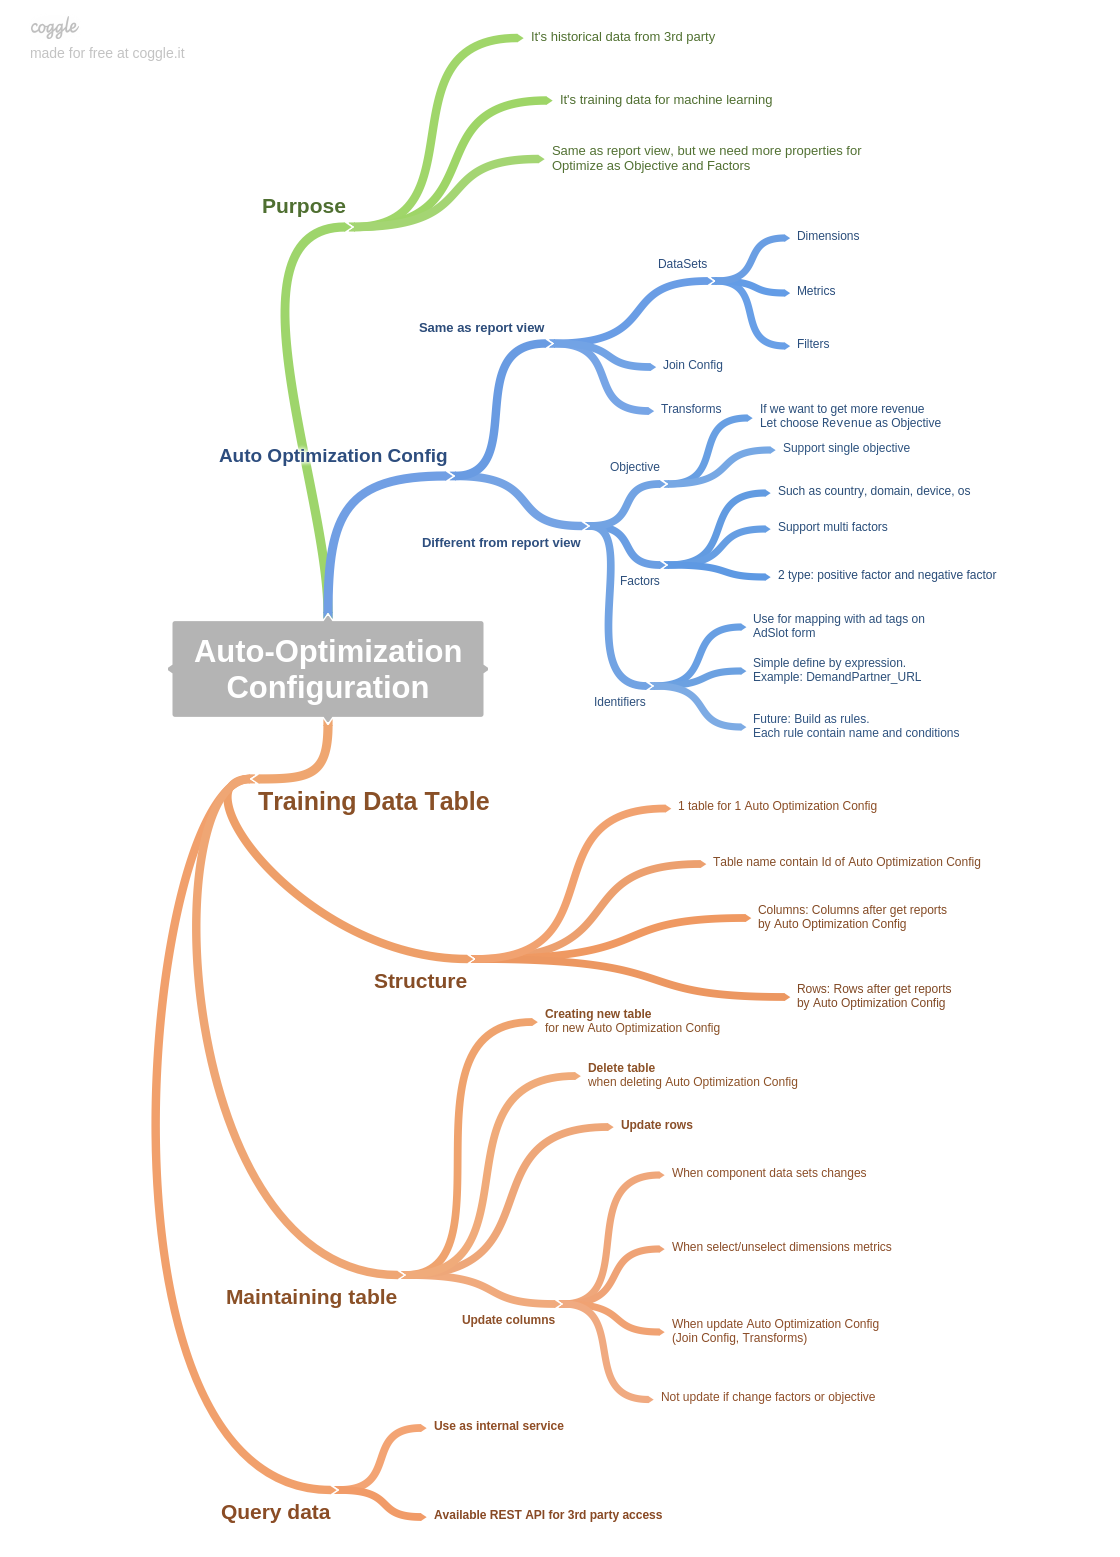 coggle
made for free at coggle.it
It's historical data from 3rd party
It's training data for machine learning
Same as report view, but we need more properties for
Optimize as Objective and Factors
Purpose
Dimensions
DataSets
Metrics
Same as report view
Filters
Join Config
Transforms
If we want to get more revenue
Let choose Revenue as Objective
Support single objective
Auto Optimization Config
Objective
Such as country, domain, device, os
Support multi factors
Different from report view
2 type: positive factor and negative factor
Factors
Use for mapping with ad tags on
AdSlot form
Simple define by expression.
Example: DemandPartner_URL
Identifiers
Future: Build as rules.
Each rule contain name and conditions
Auto-Optimization
Configuration
Training Data Table
1 table for 1 Auto Optimization Config
Table name contain Id of Auto Optimization Config
Columns: Columns after get reports
by Auto Optimization Config
Structure
Rows: Rows after get reports
by Auto Optimization Config
Creating new table
for new Auto Optimization Config
Delete table
when deleting Auto Optimization Config
Update rows
When component data sets changes
When select/unselect dimensions metrics
Maintaining table
Update columns
When update Auto Optimization Config
(Join Config, Transforms)
Not update if change factors or objective
Use as internal service
Query data
Available REST API for 3rd party access